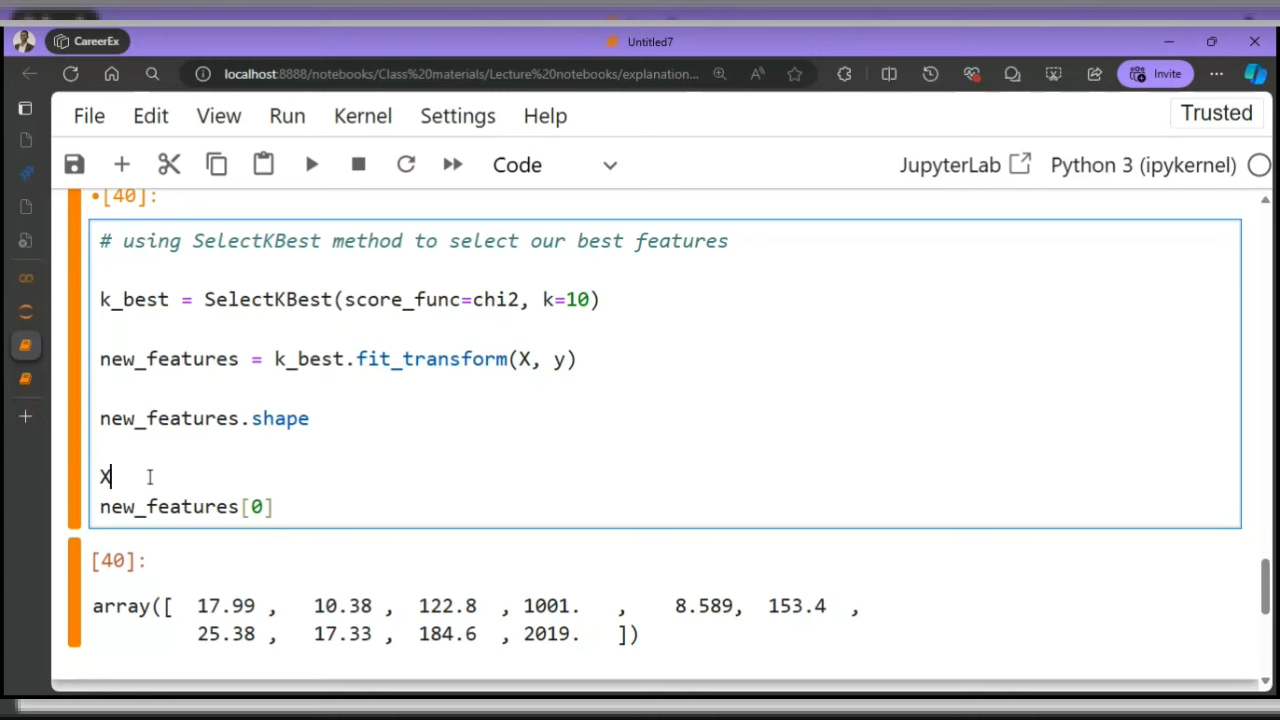 CareerEx
Untitled7
localhost:8888/notebooks/Class%20materials/Lecture%20notebooks/explanation...
Invite
File Edit View Run Kernel Settings Help
Trusted
Code
JupyterLab
Python 3 (ipykernel)
•[40]:
# using SelectKBest method to select our best features
k_best = SelectKBest(score_func=chi2, k=10)
new_features = k_best.fit_transform(X, y)
new_features.shape
X
new_features[0]
[40]:
array([ 17.99 , 10.38 , 122.8 , 1001. , 8.589, 153.4 ,
25.38 , 17.33 , 184.6 , 2019. ])